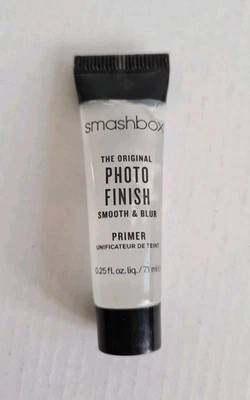 smashbox
THE ORIGINAL
PHOTO
FINISH
SMOOTH & BLUR
PRIMER
UNIFICATEUR DE TEINT
0.25 fl. oz. liq./7.1 ml ℮